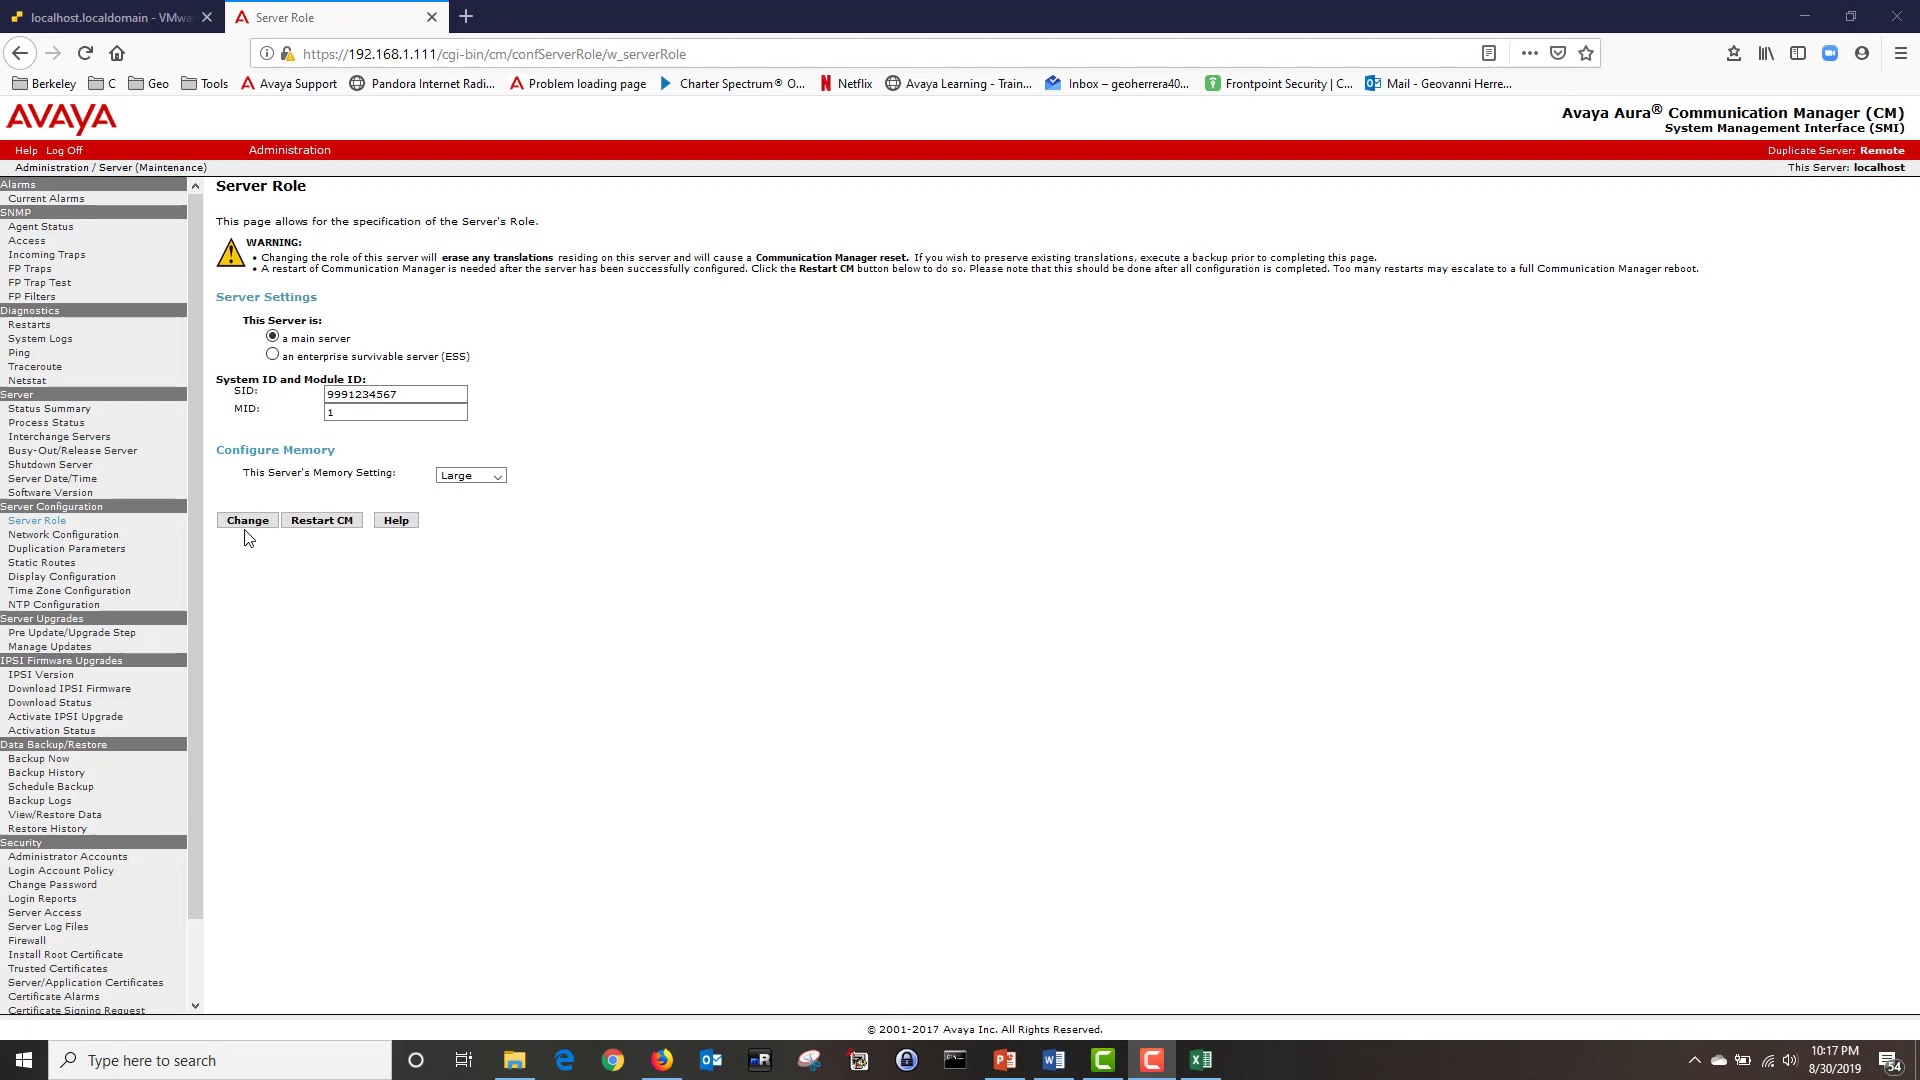 localhost.localdomain - VMwa
Server Role
https://192.168.1.111/cgi-bin/cm/confServerRole/w_serverRole
Berkeley
C
Geo
Tools
Avaya Support
Pandora Internet Radi...
Problem loading page
Charter Spectrum® O...
Netflix
Avaya Learning - Train...
Inbox – geoherrera40...
Frontpoint Security | C...
Mail - Geovanni Herre...
AVAYA
Avaya Aura® Communication Manager (CM)
System Management Interface (SMI)
Help Log Off
Administration
Duplicate Server: Remote
Administration / Server (Maintenance)
This Server: localhost
Alarms
Current Alarms
SNMP
Agent Status
Access
Incoming Traps
FP Traps
FP Trap Test
FP Filters
Diagnostics
Restarts
System Logs
Ping
Traceroute
Netstat
Server
Status Summary
Process Status
Interchange Servers
Busy-Out/Release Server
Shutdown Server
Server Date/Time
Software Version
Server Configuration
Server Role
Network Configuration
Duplication Parameters
Static Routes
Display Configuration
Time Zone Configuration
NTP Configuration
Server Upgrades
Pre Update/Upgrade Step
Manage Updates
IPSI Firmware Upgrades
IPSI Version
Download IPSI Firmware
Download Status
Activate IPSI Upgrade
Activation Status
Data Backup/Restore
Backup Now
Backup History
Schedule Backup
Backup Logs
View/Restore Data
Restore History
Security
Administrator Accounts
Login Account Policy
Change Password
Login Reports
Server Access
Server Log Files
Firewall
Install Root Certificate
Trusted Certificates
Server/Application Certificates
Certificate Alarms
Certificate Signing Request
Server Role
This page allows for the specification of the Server's Role.
WARNING:
• Changing the role of this server will erase any translations residing on this server and will cause a Communication Manager reset. If you wish to preserve existing translations, execute a backup prior to completing this page.
• A restart of Communication Manager is needed after the server has been successfully configured. Click the Restart CM button below to do so. Please note that this should be done after all configuration is completed. Too many restarts may escalate to a full Communication Manager reboot.
Server Settings
This Server is:
a main server
an enterprise survivable server (ESS)
System ID and Module ID:
SID: 9991234567
MID: 1
Configure Memory
This Server's Memory Setting: Large
Change Restart CM Help
© 2001-2017 Avaya Inc. All Rights Reserved.
Type here to search
10:17 PM
8/30/2019
54